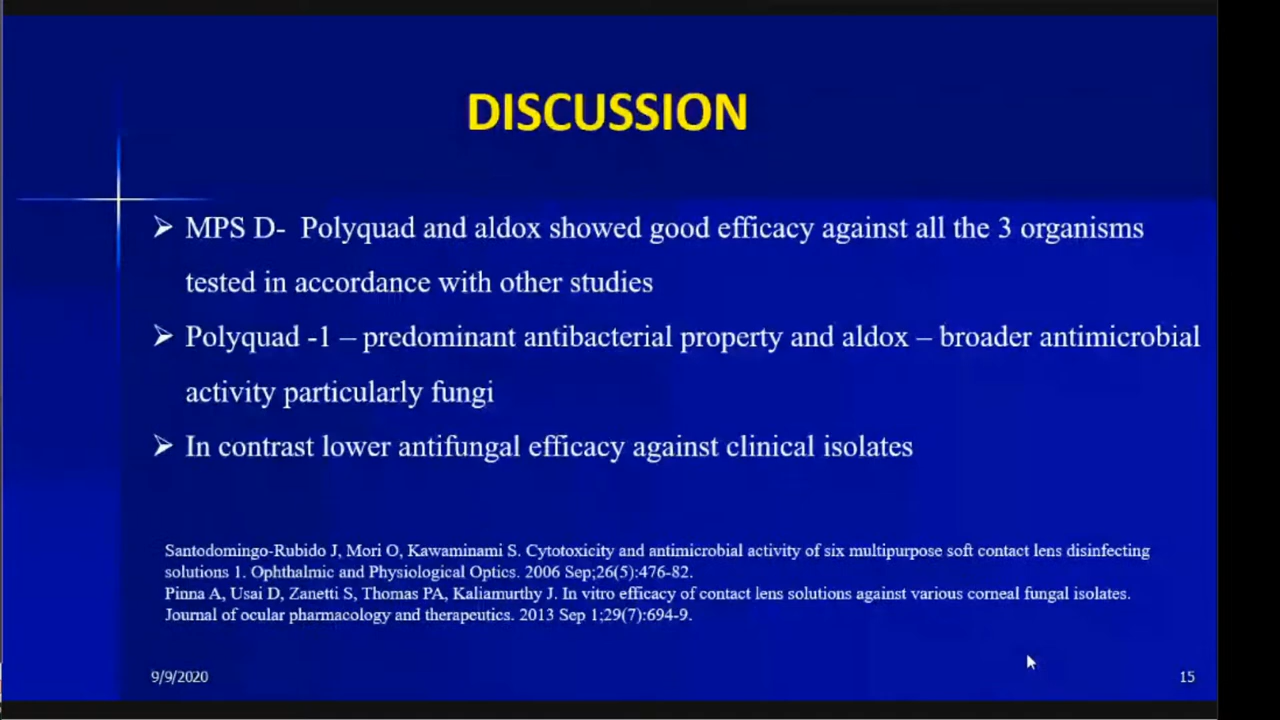 DISCUSSION
➢ MPS D- Polyquad and aldox showed good efficacy against all the 3 organisms
tested in accordance with other studies
➢ Polyquad -1 – predominant antibacterial property and aldox – broader antimicrobial
activity particularly fungi
➢ In contrast lower antifungal efficacy against clinical isolates
Santodomingo-Rubido J, Mori O, Kawaminami S. Cytotoxicity and antimicrobial activity of six multipurpose soft contact lens disinfecting
solutions 1. Ophthalmic and Physiological Optics. 2006 Sep;26(5):476-82.
Pinna A, Usai D, Zanetti S, Thomas PA, Kaliamurthy J. In vitro efficacy of contact lens solutions against various corneal fungal isolates.
Journal of ocular pharmacology and therapeutics. 2013 Sep 1;29(7):694-9.
9/9/2020
15